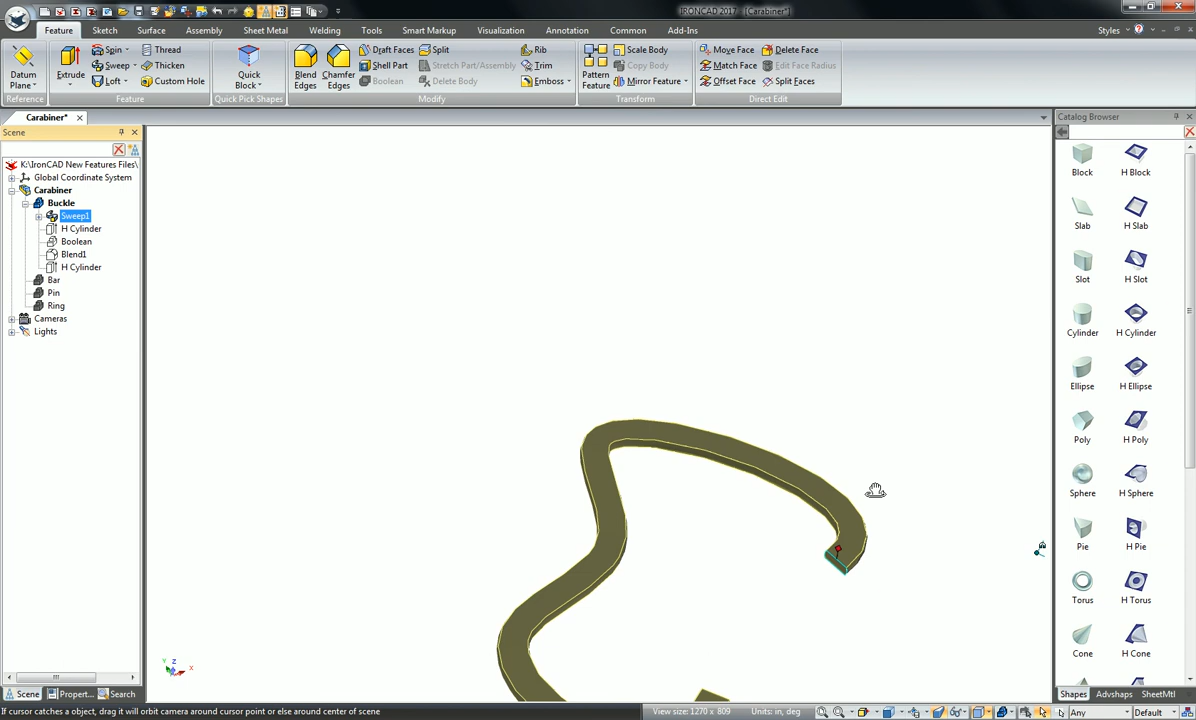 IRONCAD 2017 - [Carabiner*]
Feature
Sketch
Surface
Assembly
Sheet Metal
Tools
Welding
Smart Markup
Visualization
Annotation
Common
Add-Ins
Styles
Datum Plane
Extrude
Spin
Sweep
Loft
Thread
Thicken
Custom Hole
Quick Block
Blend Edges
Chamfer Edges
Draft Faces
Shell Part
Boolean
Split
Stretch Part/Assembly
Delete Body
Rib
Trim
Emboss
Pattern Feature
Scale Body
Copy Body
Mirror Feature
Move Face
Match Face
Offset Face
Delete Face
Edit Face Radius
Split Faces
Reference
Feature
Quick Pick Shapes
Modify
Transform
Direct Edit
Carabiner*
Scene
K:\IronCAD New Features Files\
Global Coordinate System
Carabiner
Buckle
Sweep1
H Cylinder
Boolean
Blend1
H Cylinder
Bar
Pin
Ring
Cameras
Lights
Y
Z
X
Catalog Browser
Block
H Block
Slab
H Slab
Slot
H Slot
Cylinder
H Cylinder
Ellipse
H Ellipse
Poly
H Poly
Sphere
H Sphere
Pie
H Pie
Torus
H Torus
Cone
H Cone
Scene
Propert...
Search
Shapes
Advshaps
SheetMtl
If cursor catches a object, drag it will orbit camera around cursor point or else around center of scene
View size: 1270 x 809
Units: in, deg
Any
Default